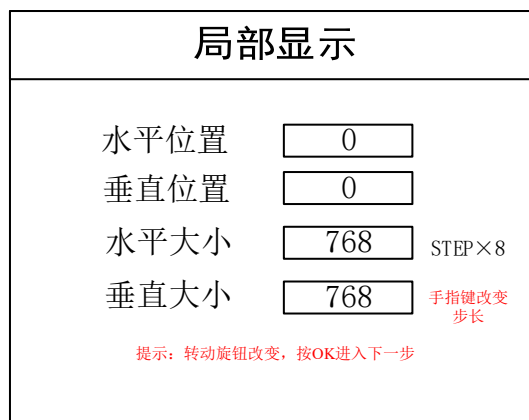 局部显示
水平位置 0
垂直位置 0
水平大小 768 STEP×8
垂直大小 768 手指键改变
步长
提示：转动旋钮改变，按OK进入下一步